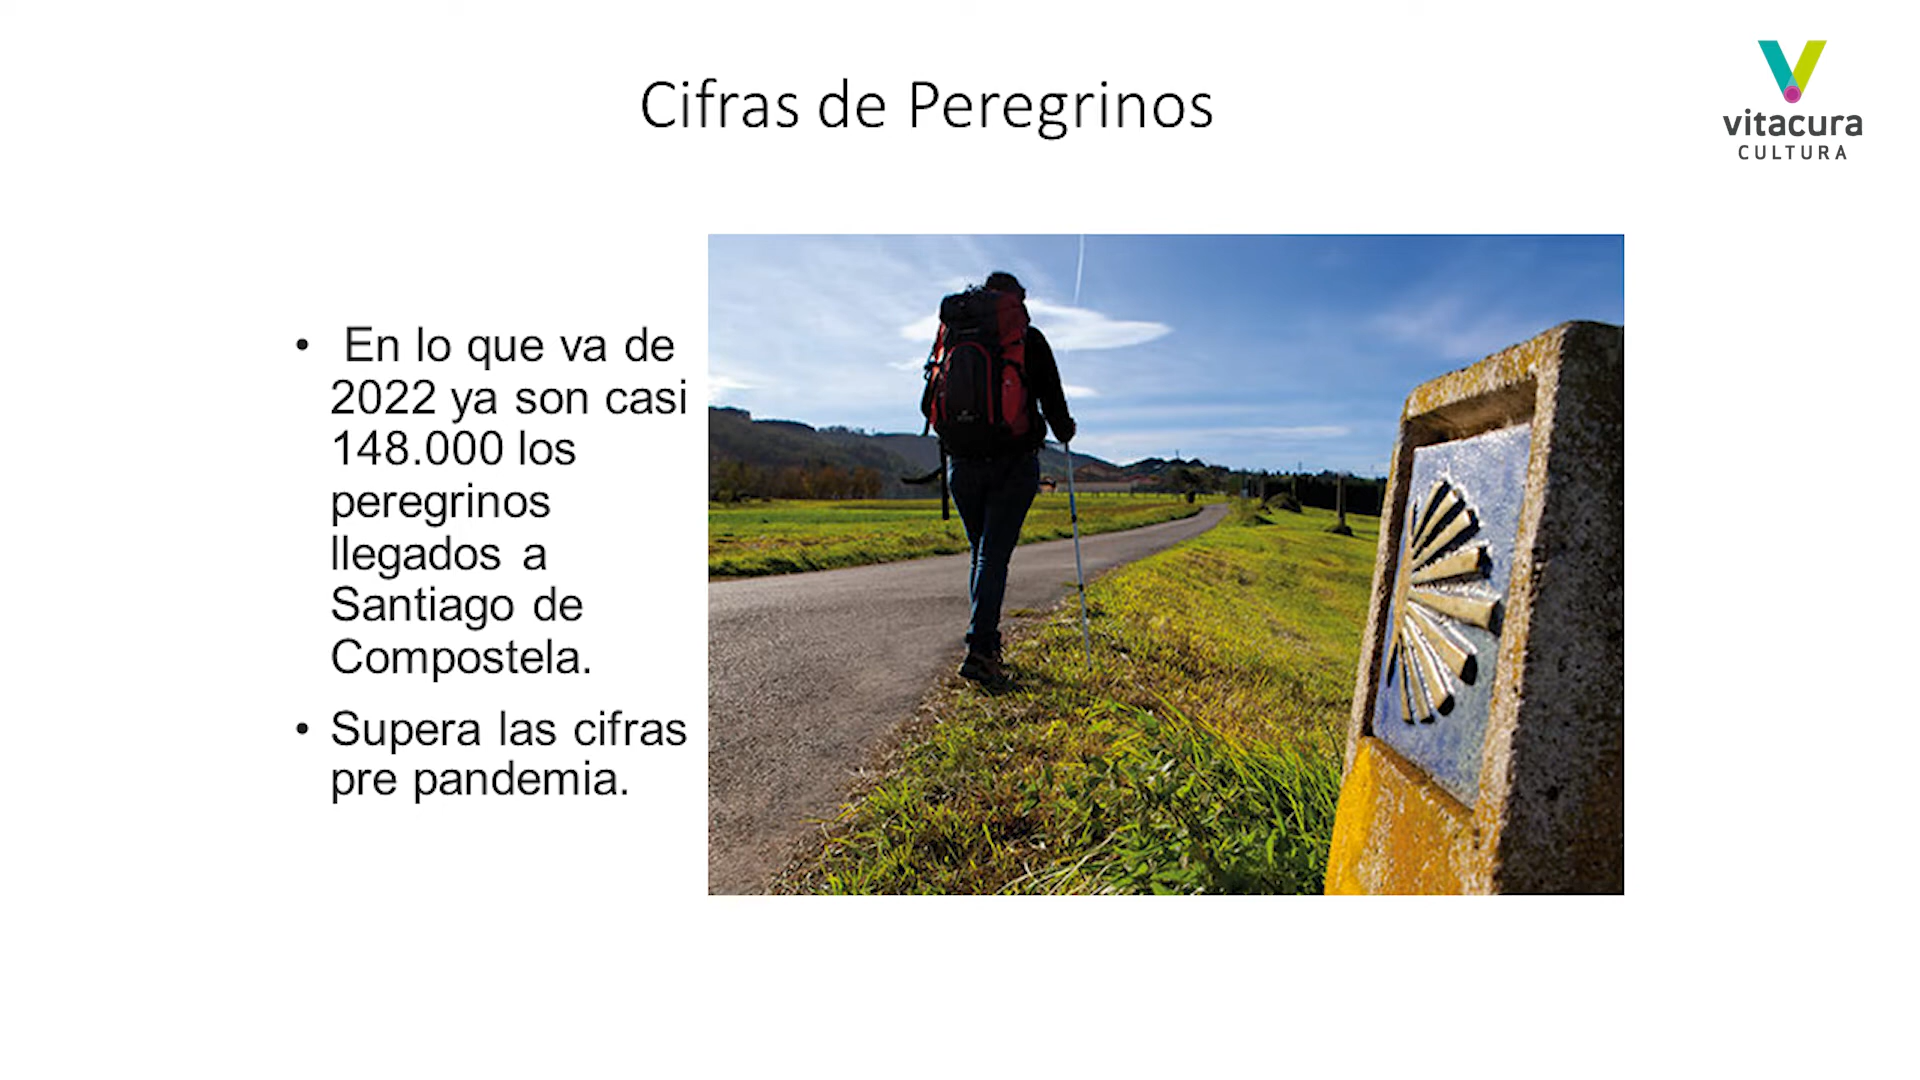 Cifras de Peregrinos
vitacura
CULTURA
• En lo que va de
2022 ya son casi
148.000 los
peregrinos
llegados a
Santiago de
Compostela.
• Supera las cifras
pre pandemia.